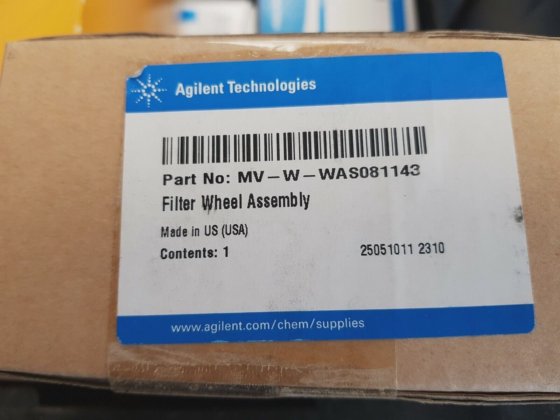 Agilent Technologies
Part No: MV-W-WAS081143
Filter Wheel Assembly
Made in US (USA)
Contents: 1
25051011 2310
www.agilent.com/chem/supplies